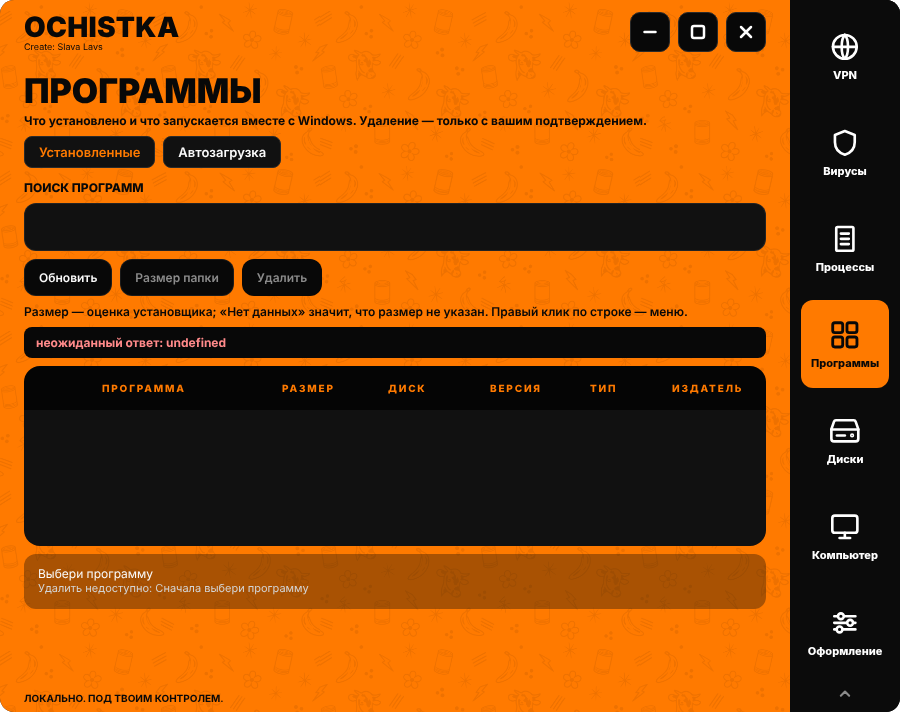 OCHISTKA
Create: Slava Lavs
ПРОГРАММЫ
Что установлено и что запускается вместе с Windows. Удаление — только с вашим подтверждением.
Установленные Автозагрузка
ПОИСК ПРОГРАММ
Обновить Размер папки Удалить
Размер — оценка установщика; «Нет данных» значит, что размер не указан. Правый клик по строке — меню.
неожиданный ответ: undefined
ПРОГРАММА РАЗМЕР ДИСК ВЕРСИЯ ТИП ИЗДАТЕЛЬ
Выбери программу
Удалить недоступно: Сначала выбери программу
ЛОКАЛЬНО. ПОД ТВОИМ КОНТРОЛЕМ.
VPN
Вирусы
Процессы
Программы
Диски
Компьютер
Оформление